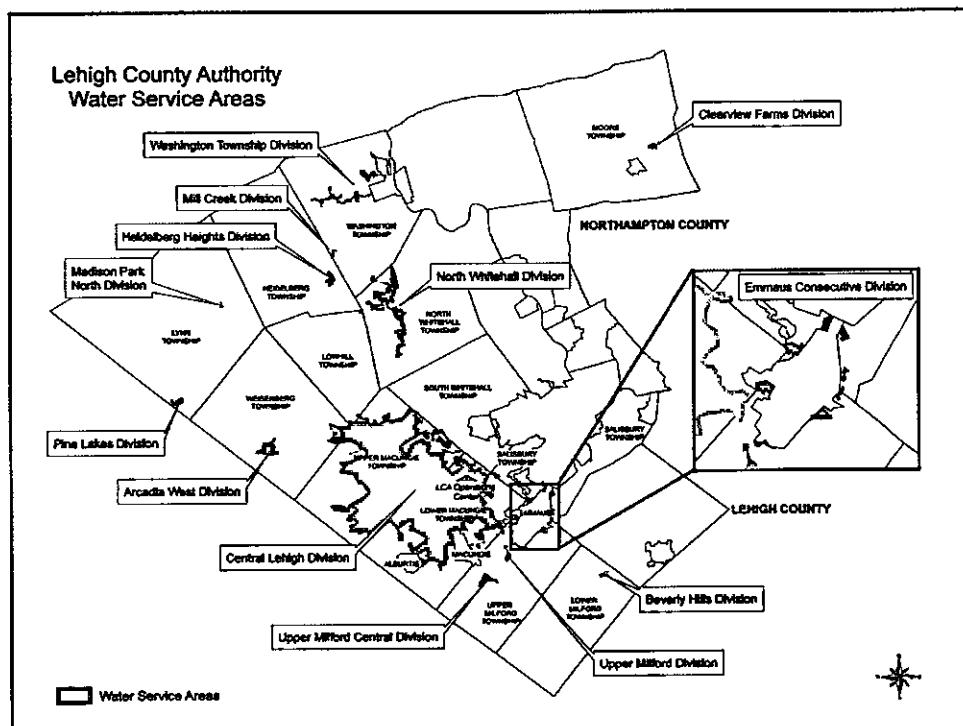 Lehigh County Authority
Water Service Areas
Clearview Farms Division
MOORE
TOWNSHIP
Washington Township Division
Mill Creek Division
WASHINGTON
TOWNSHIP
NORTHAMPTON COUNTY
Heidelberg Heights Division
Madison Park
North Division
North Whitehall Division
Emmaus Consecutive Division
HEIDELBERG
TOWNSHIP
NORTH
WHITEHALL
TOWNSHIP
LYNN
TOWNSHIP
LOWHILL
TOWNSHIP
SOUTH WHITEHALL
TOWNSHIP
WEISENBERG
TOWNSHIP
SALISBURY
TOWNSHIP
Pine Lakes Division
UPPER MACUNGIE
TOWNSHIP
SALISBURY
TOWNSHIP
Arcadia West Division
LCA Operations
Center
LOWER MACUNGIE
TOWNSHIP
EMMAUS
LEHIGH COUNTY
Central Lehigh Division
ALBURTIS
MACUNGIE
Beverly Hills Division
UPPER
MILFORD
TOWNSHIP
LOWER
MILFORD
TOWNSHIP
Upper Milford Central Division
Upper Milford Division
Water Service Areas